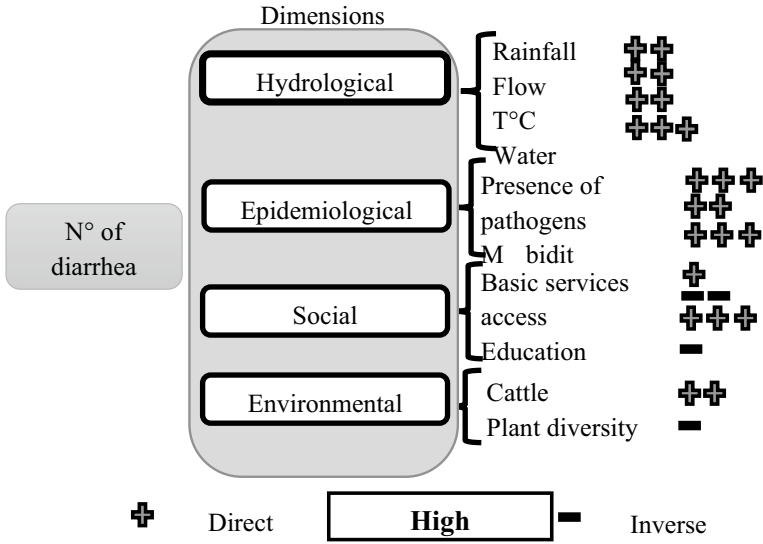 Dimensions
Hydrological
Rainfall
Flow
T°C
Water
Epidemiological
Presence of
pathogens
M bidit
N° of
diarrhea
Social
Basic services
access
Education
Environmental
Cattle
Plant diversity
Direct
High
Inverse